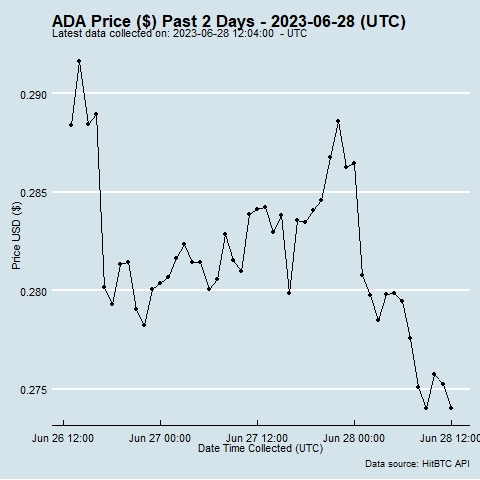 ADA Price ($) Past 2 Days - 2023-06-28 (UTC)
Latest data collected on: 2023-06-28 12:04:00 - UTC
0.290
0.285
0.280
0.275
Price USD ($)
Jun 26 12:00 Jun 27 00:00 Jun 27 12:00 Jun 28 00:00 Jun 28 12:00
Date Time Collected (UTC)
Data source: HitBTC API